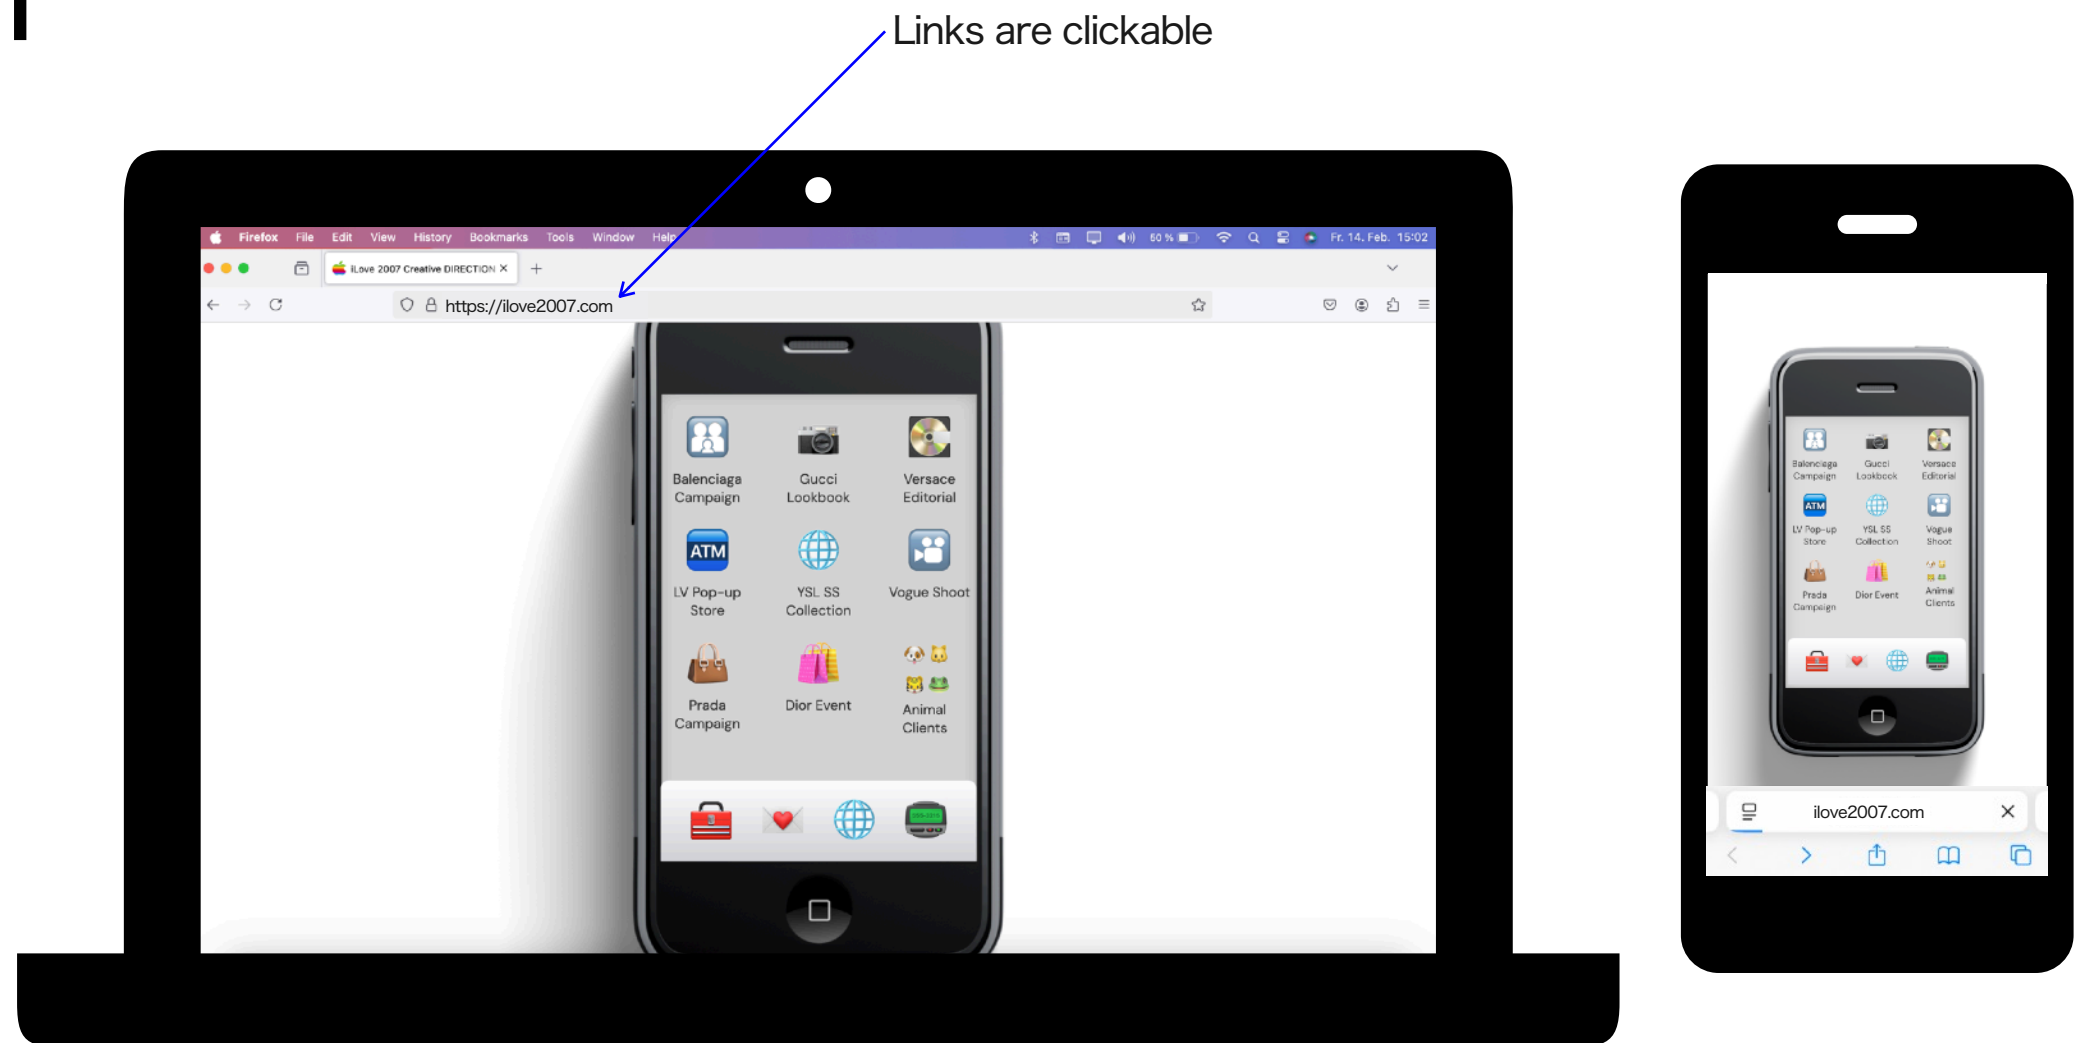 Links are clickable
Firefox File Edit View History Bookmarks Tools Window Help 50 % Fr. 14. Feb. 15:02
iLove 2007 Creative DIRECTION
https://ilove2007.com
Balenciaga Campaign
Gucci Lookbook
Versace Editorial
ATM
LV Pop-up Store
YSL SS Collection
Vogue Shoot
Prada Campaign
Dior Event
Animal Clients
Balenciaga Campaign
Gucci Lookbook
Versace Editorial
ATM
LV Pop-up Store
YSL SS Collection
Vogue Shoot
Prada Campaign
Dior Event
Animal Clients
ilove2007.com